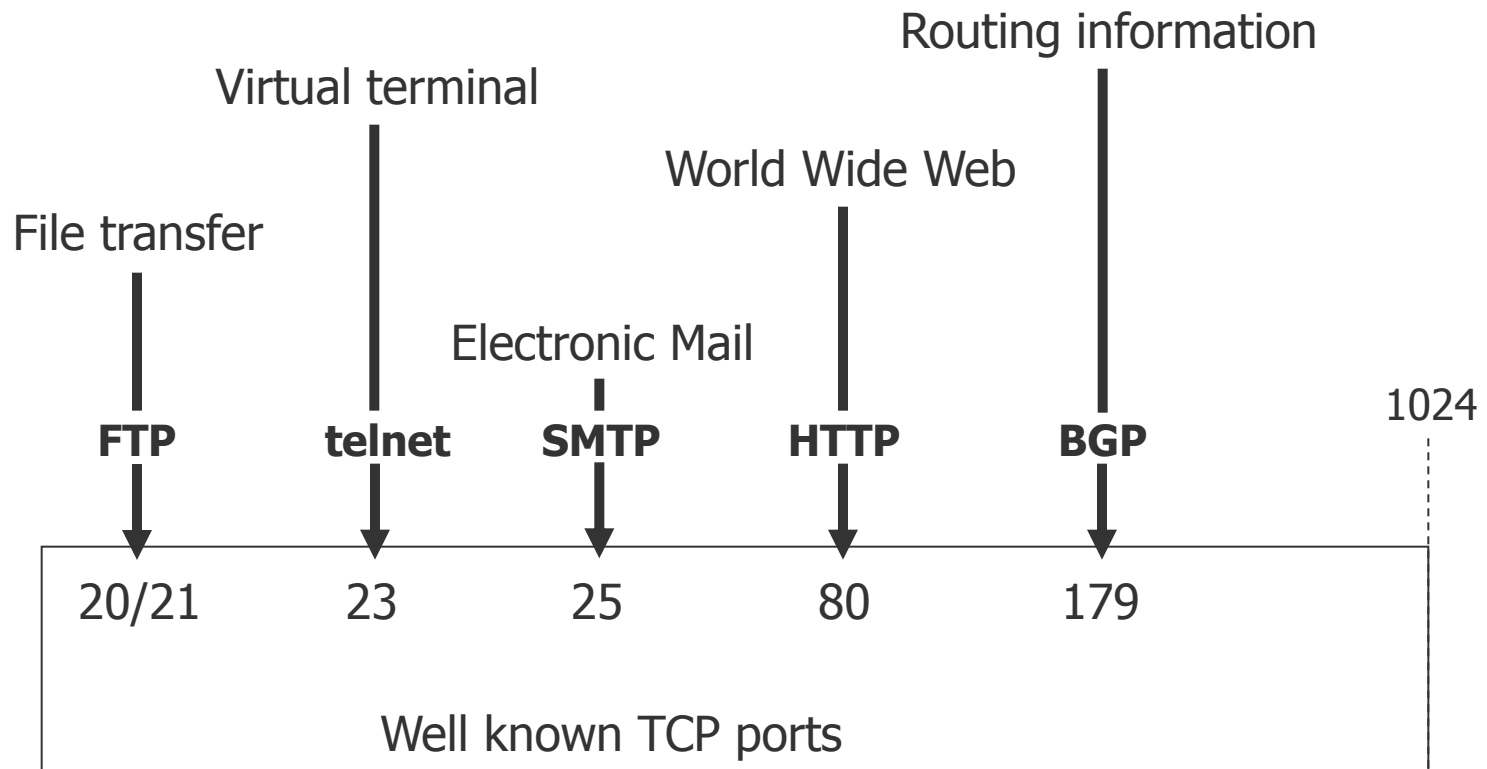 Routing information
Virtual terminal
World Wide Web
File transfer
Electronic Mail
1024
FTP telnet SMTP HTTP BGP
20/21 23 25 80 179
Well known TCP ports